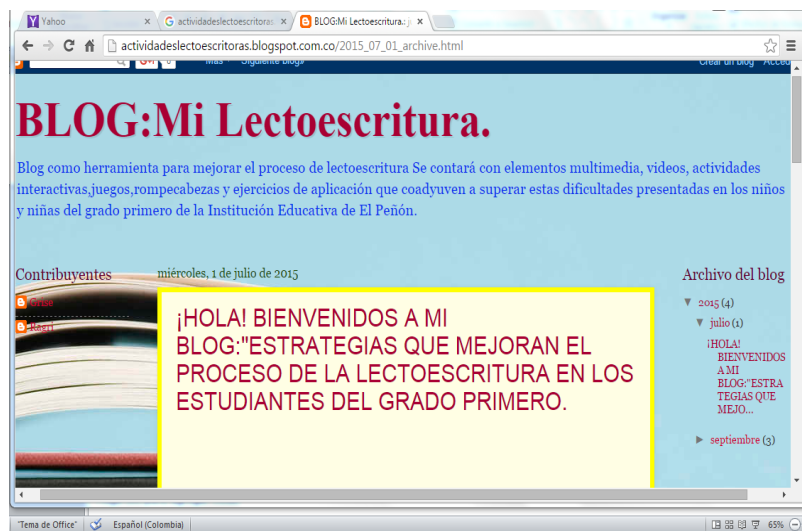 Yahoo
actividadeslectoescritoras
BLOG:Mi Lectoescritura.: j
actividadeslectoescritoras.blogspot.com.co/2015_07_01_archive.html
Más Siguiente blog»
Crear un blog Acced
BLOG:Mi Lectoescritura.
Blog como herramienta para mejorar el proceso de lectoescritura Se contará con elementos multimedia, videos, actividades
interactivas,juegos,rompecabezas y ejercicios de aplicación que coadyuven a superar estas dificultades presentadas en los niños
y niñas del grado primero de la Institución Educativa de El Peñón.
Contribuyentes
Grise
Ragri
miércoles, 1 de julio de 2015
¡HOLA! BIENVENIDOS A MI
BLOG:"ESTRATEGIAS QUE MEJORAN EL
PROCESO DE LA LECTOESCRITURA EN LOS
ESTUDIANTES DEL GRADO PRIMERO.
Archivo del blog
▼ 2015 (4)
▼ julio (1)
¡HOLA!
BIENVENIDOS
A MI
BLOG:"ESTRA
TEGIAS QUE
MEJO...
► septiembre (3)
"Tema de Office"
Español (Colombia)
65%